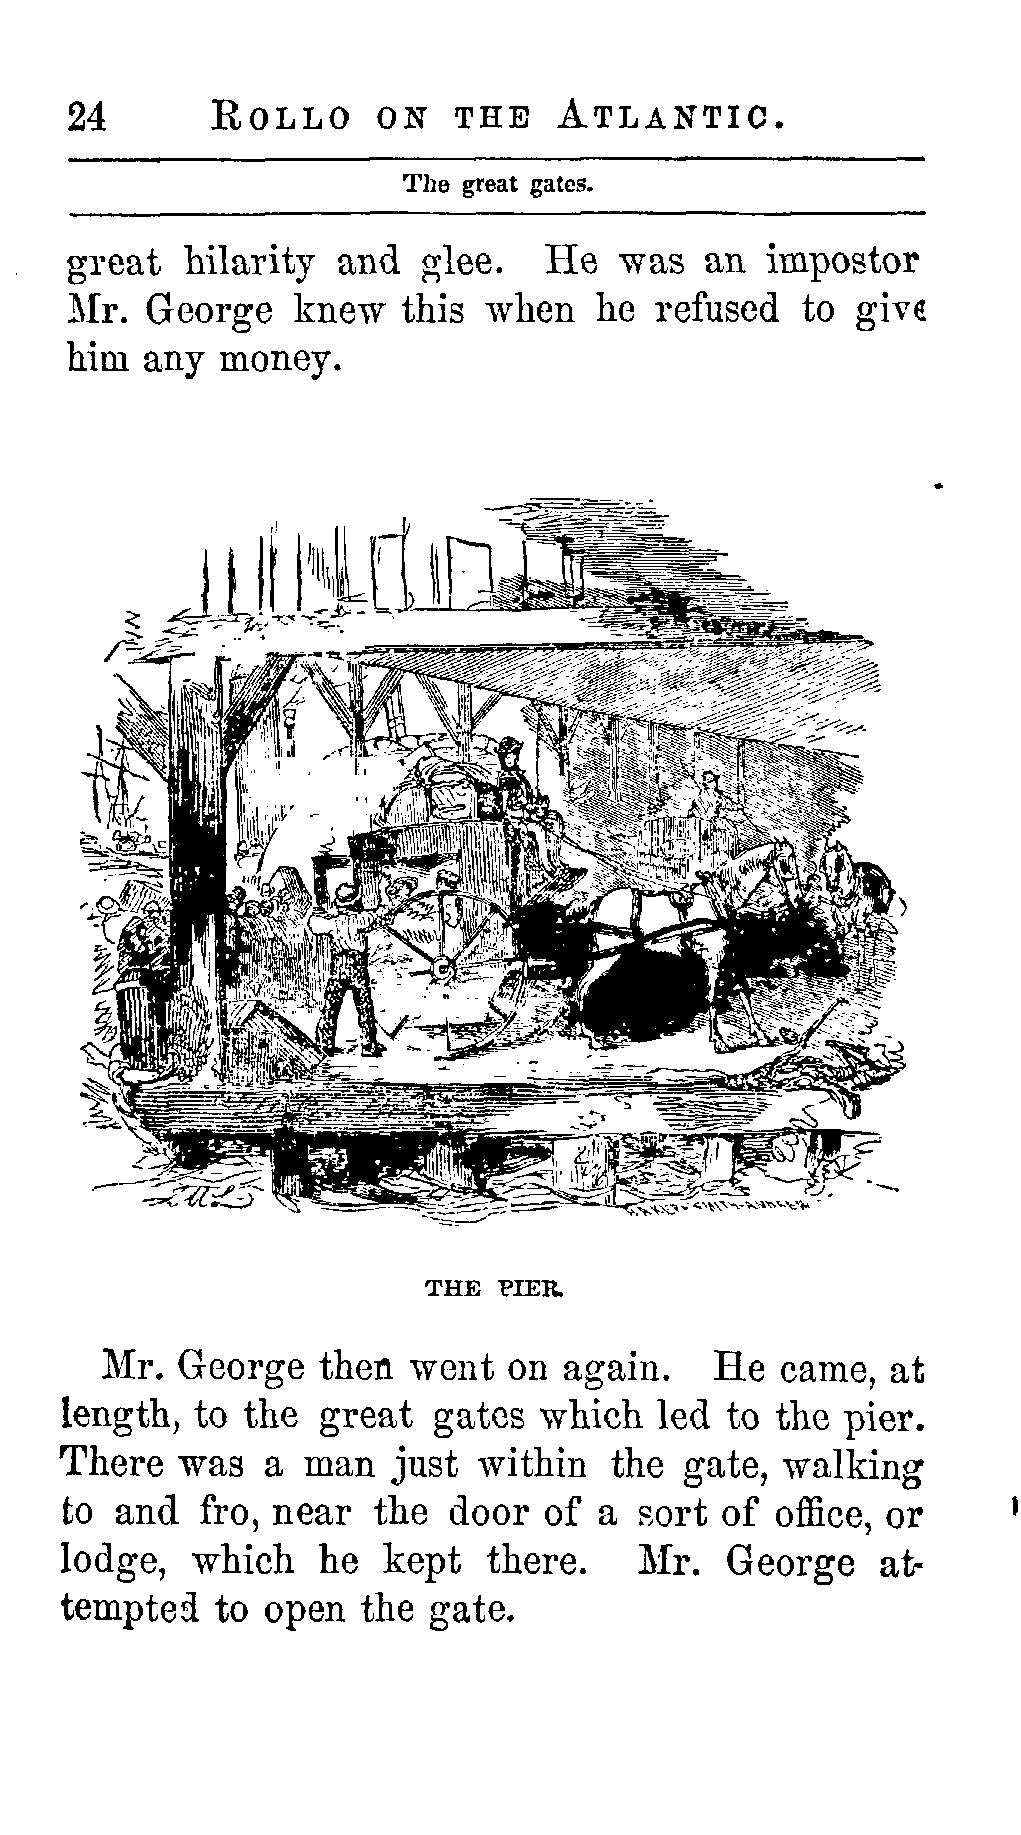 24 ROLLO ON THE ATLANTIC.
The great gates.
great hilarity and glee. He was an impostor
Mr. George knew this when he refused to give
him any money.
THE PIER.
Mr. George then went on again. He came, at
length, to the great gates which led to the pier.
There was a man just within the gate, walking
to and fro, near the door of a sort of office, or
lodge, which he kept there. Mr. George at-
tempted to open the gate.